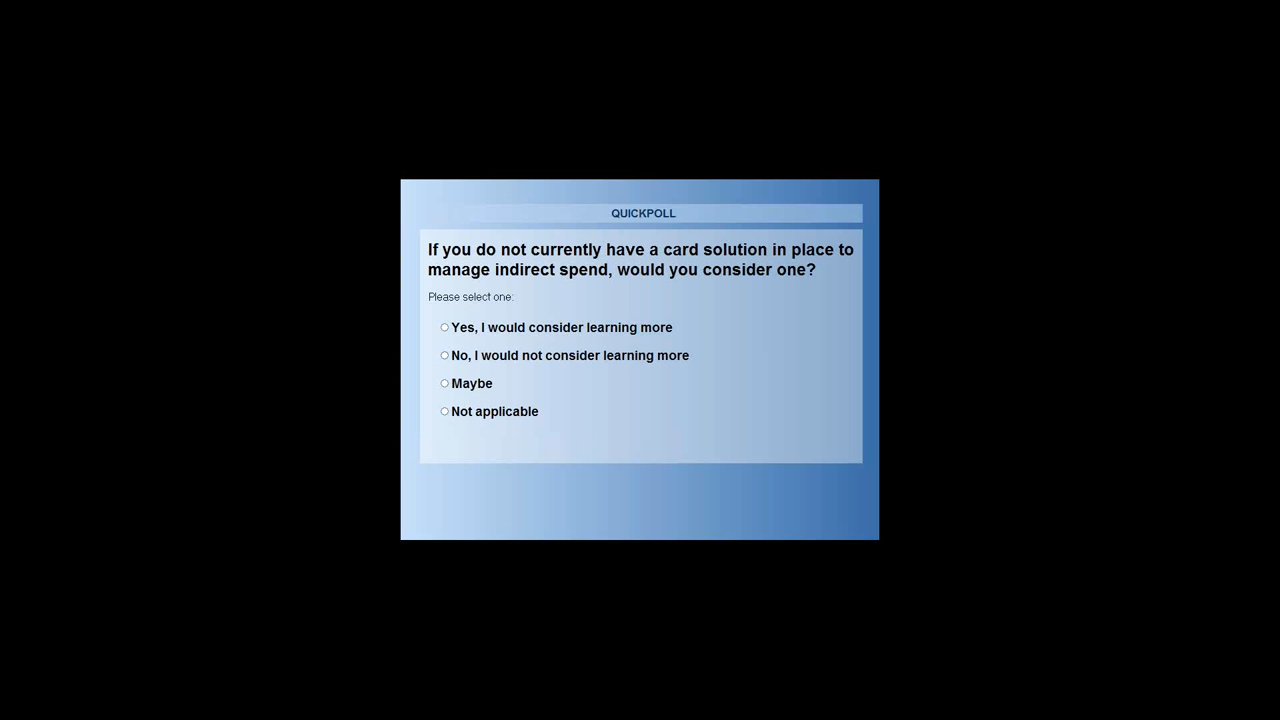 QUICKPOLL
If you do not currently have a card solution in place to
manage indirect spend, would you consider one?
Please select one:
Yes, I would consider learning more
No, I would not consider learning more
Maybe
Not applicable